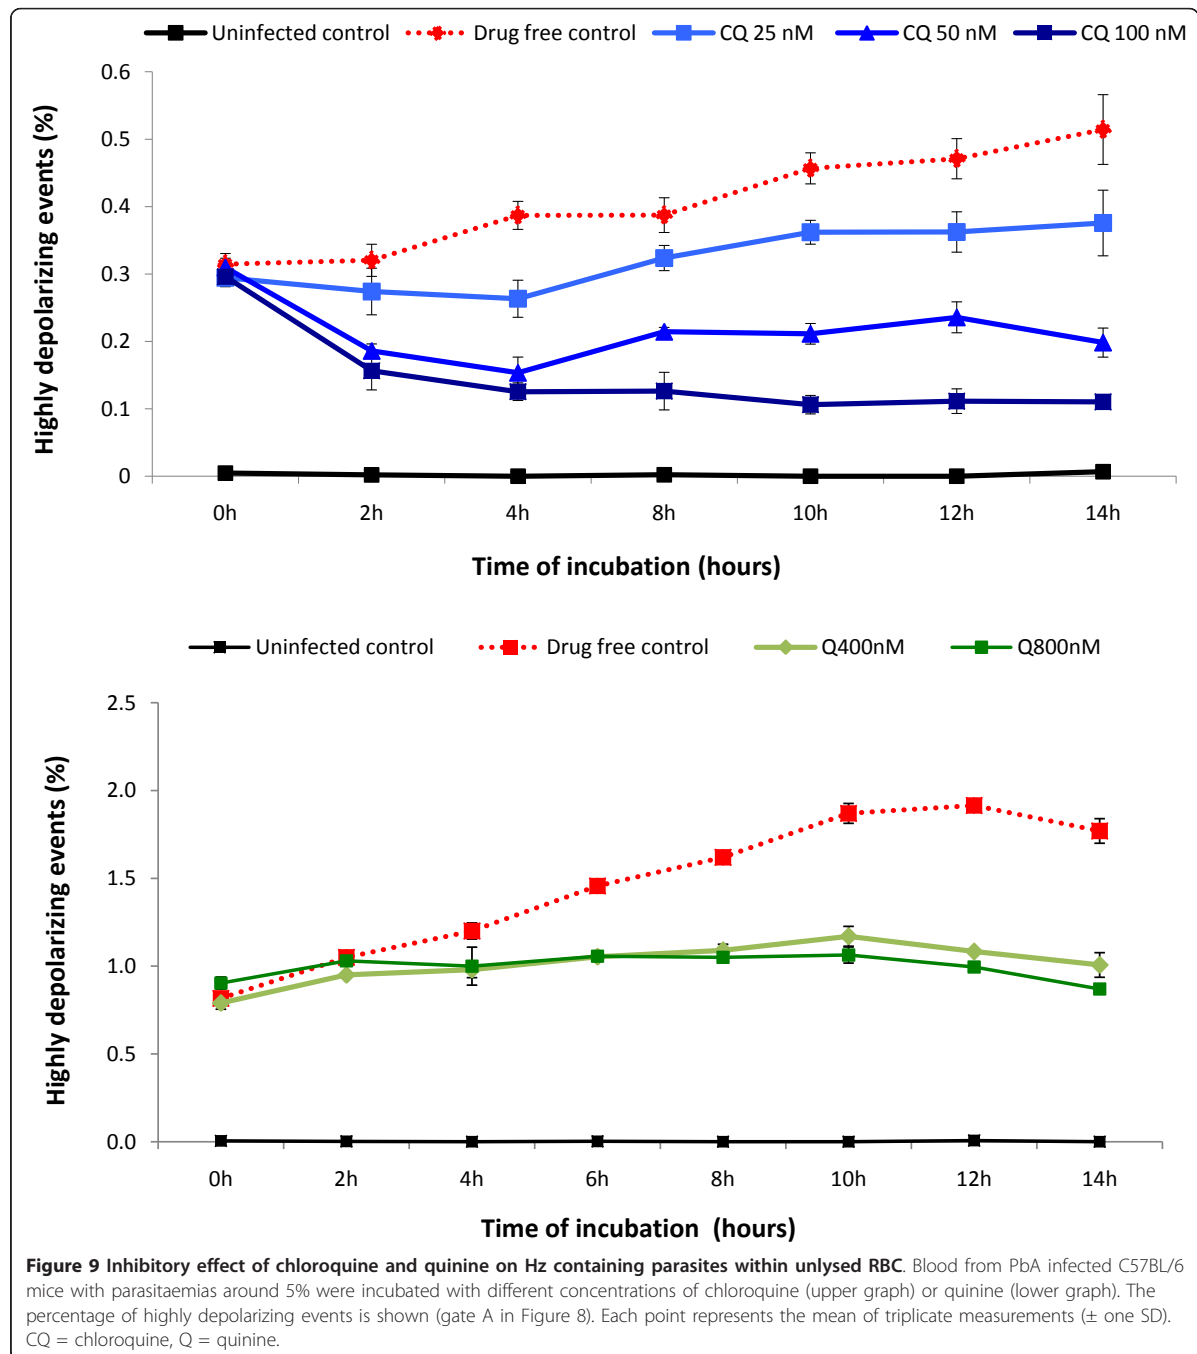 Uninfected control Drug free control CQ 25 nM CQ 50 nM CQ 100 nM
Highly depolarizing events (%)
0.6
0.5
0.4
0.3
0.2
0.1
0
0h 2h 4h 8h 10h 12h 14h
Time of incubation (hours)
Uninfected control Drug free control Q400nM Q800nM
Highly depolarizing events (%)
2.5
2.0
1.5
1.0
0.5
0.0
0h 2h 4h 6h 8h 10h 12h 14h
Time of incubation (hours)
Figure 9 Inhibitory effect of chloroquine and quinine on Hz containing parasites within unlysed RBC. Blood from PbA infected C57BL/6
mice with parasitaemias around 5% were incubated with different concentrations of chloroquine (upper graph) or quinine (lower graph). The
percentage of highly depolarizing events is shown (gate A in Figure 8). Each point represents the mean of triplicate measurements (± one SD).
CQ = chloroquine, Q = quinine.